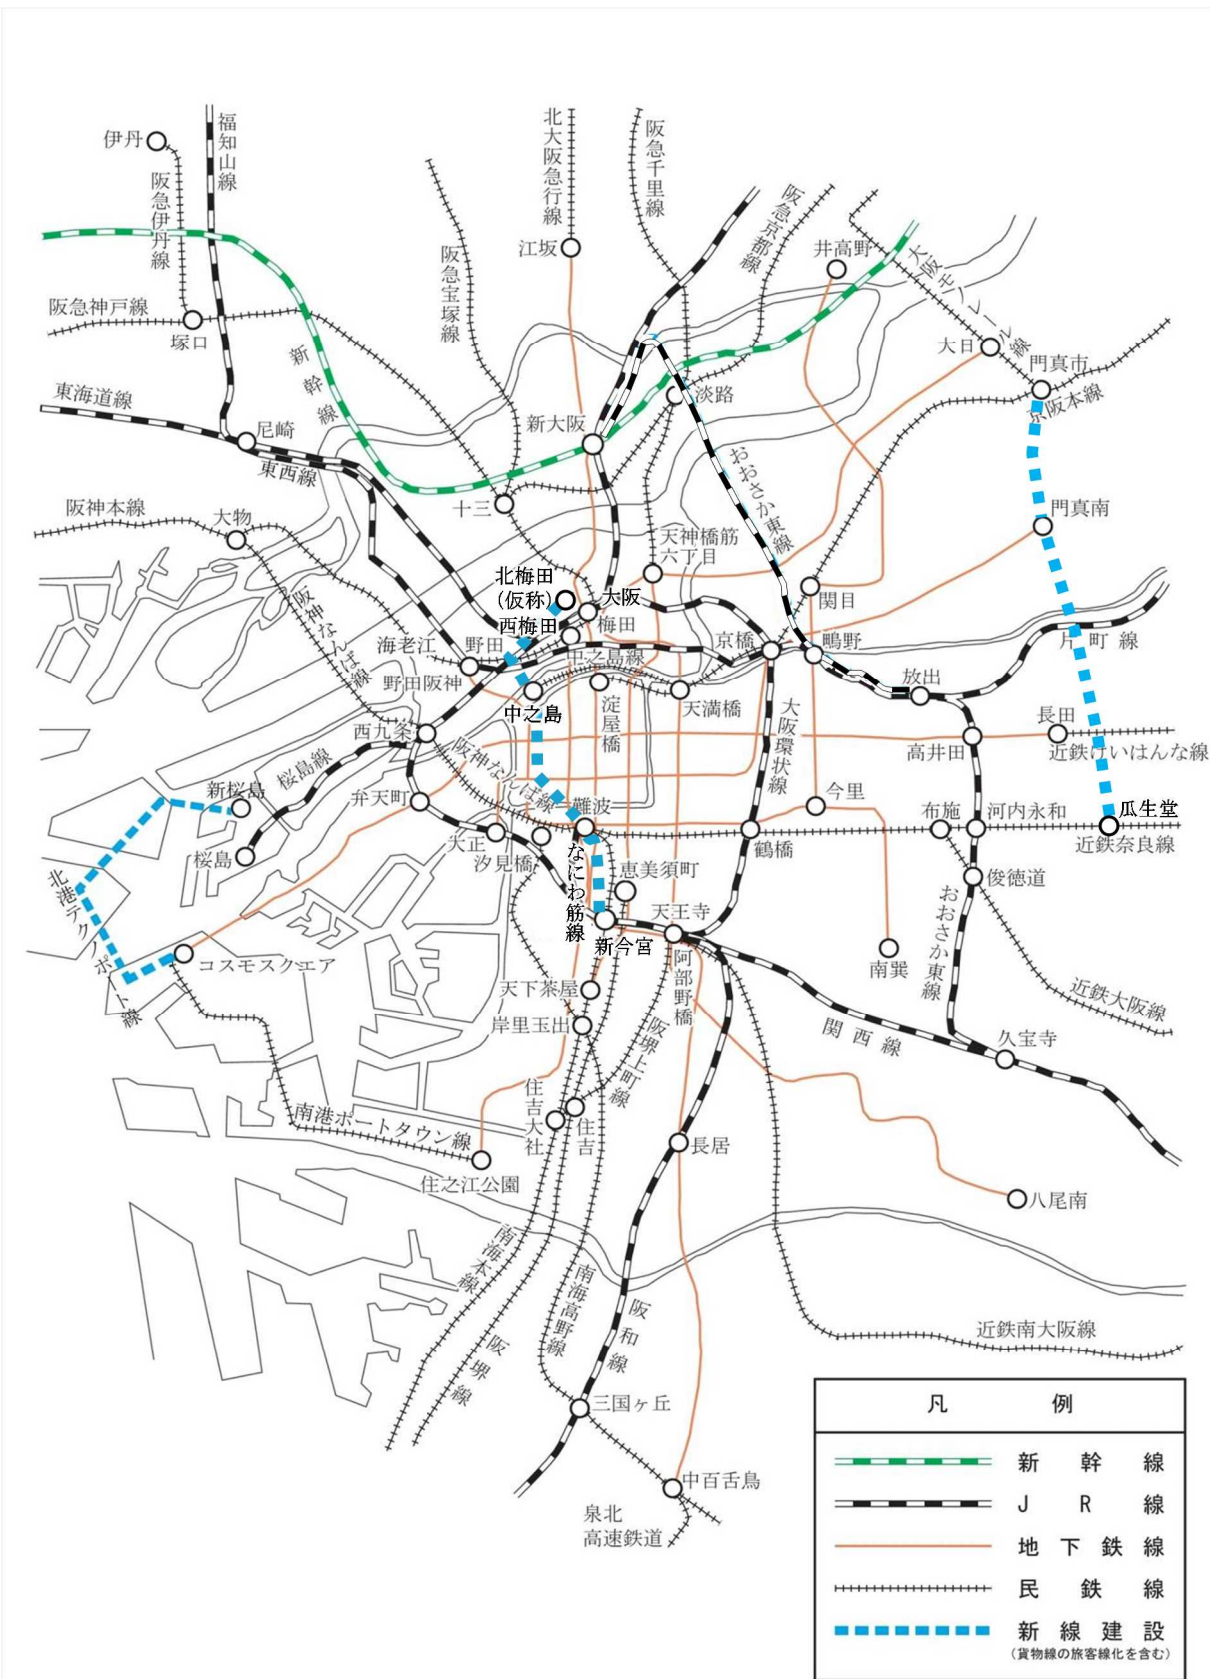 伊丹
福知山線
阪急伊丹線
北大阪急行線
阪急千里線
阪急京都線
江坂
井高野
大阪モノレール線
阪急宝塚線
阪急神戸線
塚口
新幹線
大日
門真市
京阪本線
東海道線
尼崎
東西線
新大阪
淡路
おおさか東線
十三
阪神本線
大物
天神橋筋
六丁目
門真南
北梅田
(仮称)
大阪
西梅田
梅田
関目
阪神なんば線
海老江
野田
中之島線
京橋
鴫野
片町線
野田阪神
放出
中之島
淀屋橋
天満橋
西九条
大阪環状線
長田
高井田
近鉄けいはんな線
桜島線
阪神なんば線
新桜島
弁天町
難波
今里
布施
河内永和
瓜生堂
大正
汐見橋
鶴橋
近鉄奈良線
桜島
なにわ筋線
恵美須町
俊徳道
北港テクノポート線
天王寺
新今宮
おおさか東線
コスモスクエア
阿部野橋
南巽
天下茶屋
近鉄大阪線
岸里玉出
阪堺上町線
関西線
久宝寺
住吉大社
住吉
南港ポートタウン線
長居
住之江公園
八尾南
南海本線
南海高野線
阪和線
阪堺線
近鉄南大阪線
三国ヶ丘
中百舌鳥
泉北
高速鉄道
凡例
新幹線
JR線
地下鉄線
民鉄線
新線建設
(貨物線の旅客線化を含む)